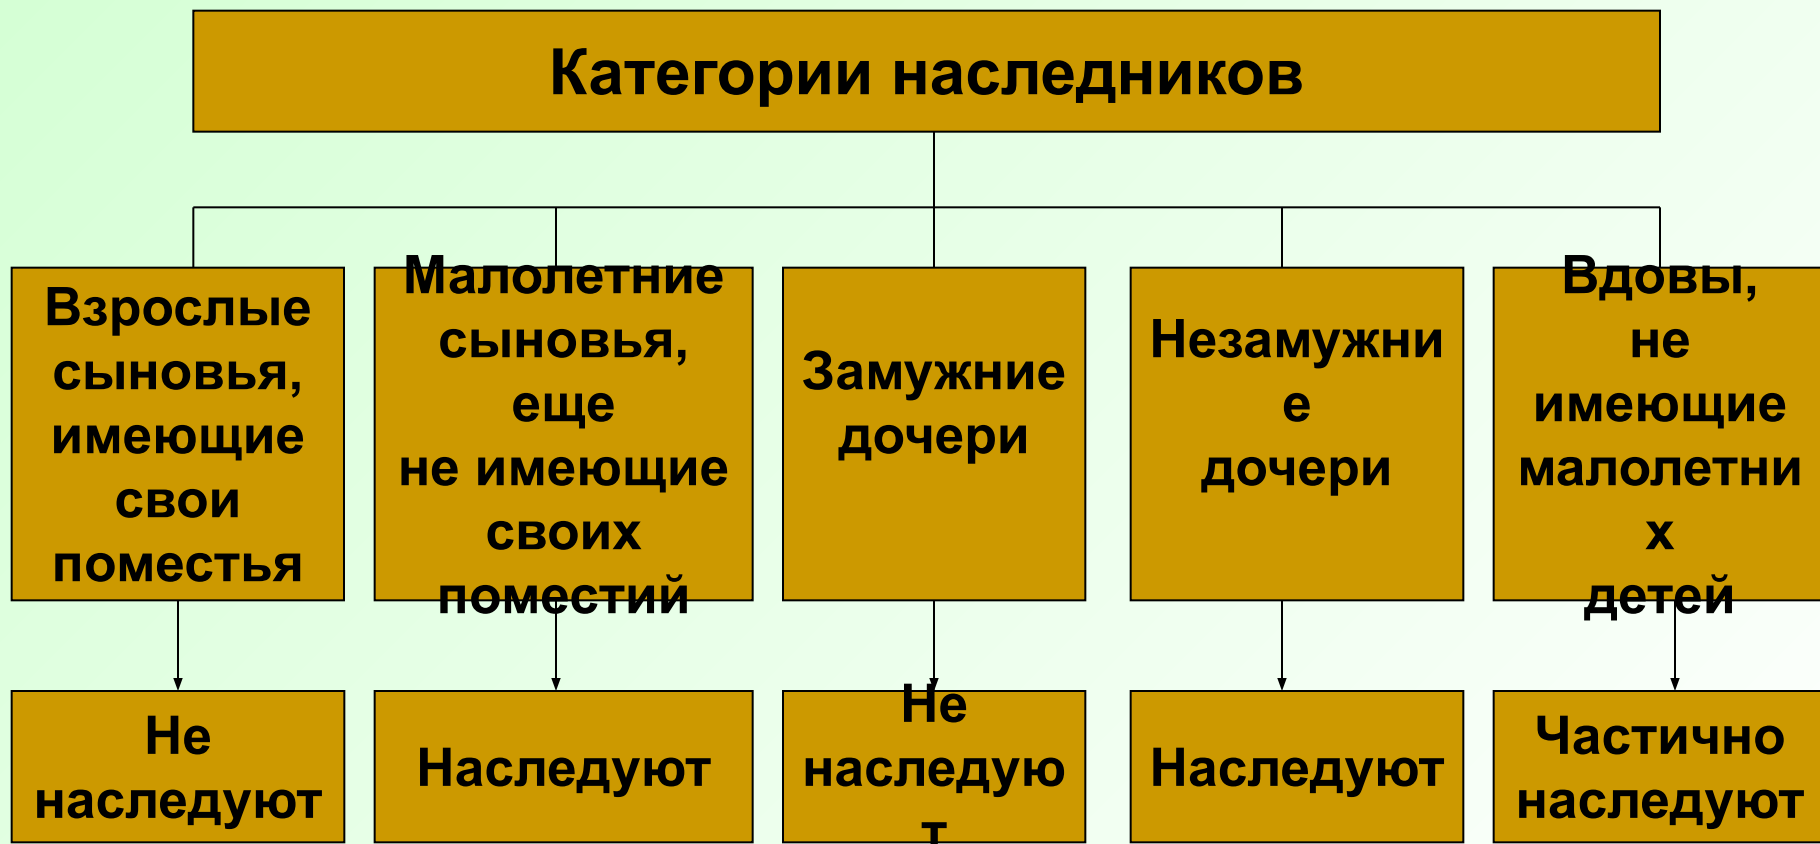 Категории наследников
Взрослые
сыновья,
имеющие
свои
поместья
Малолетние
сыновья,
еще
не имеющие
своих
поместий
Замужние
дочери
Незамужни
е
дочери
Вдовы,
не
имеющие
малолетни
х
детей
Не
наследуют
Наследуют
Не
наследую
т
Наследуют
Частично
наследуют